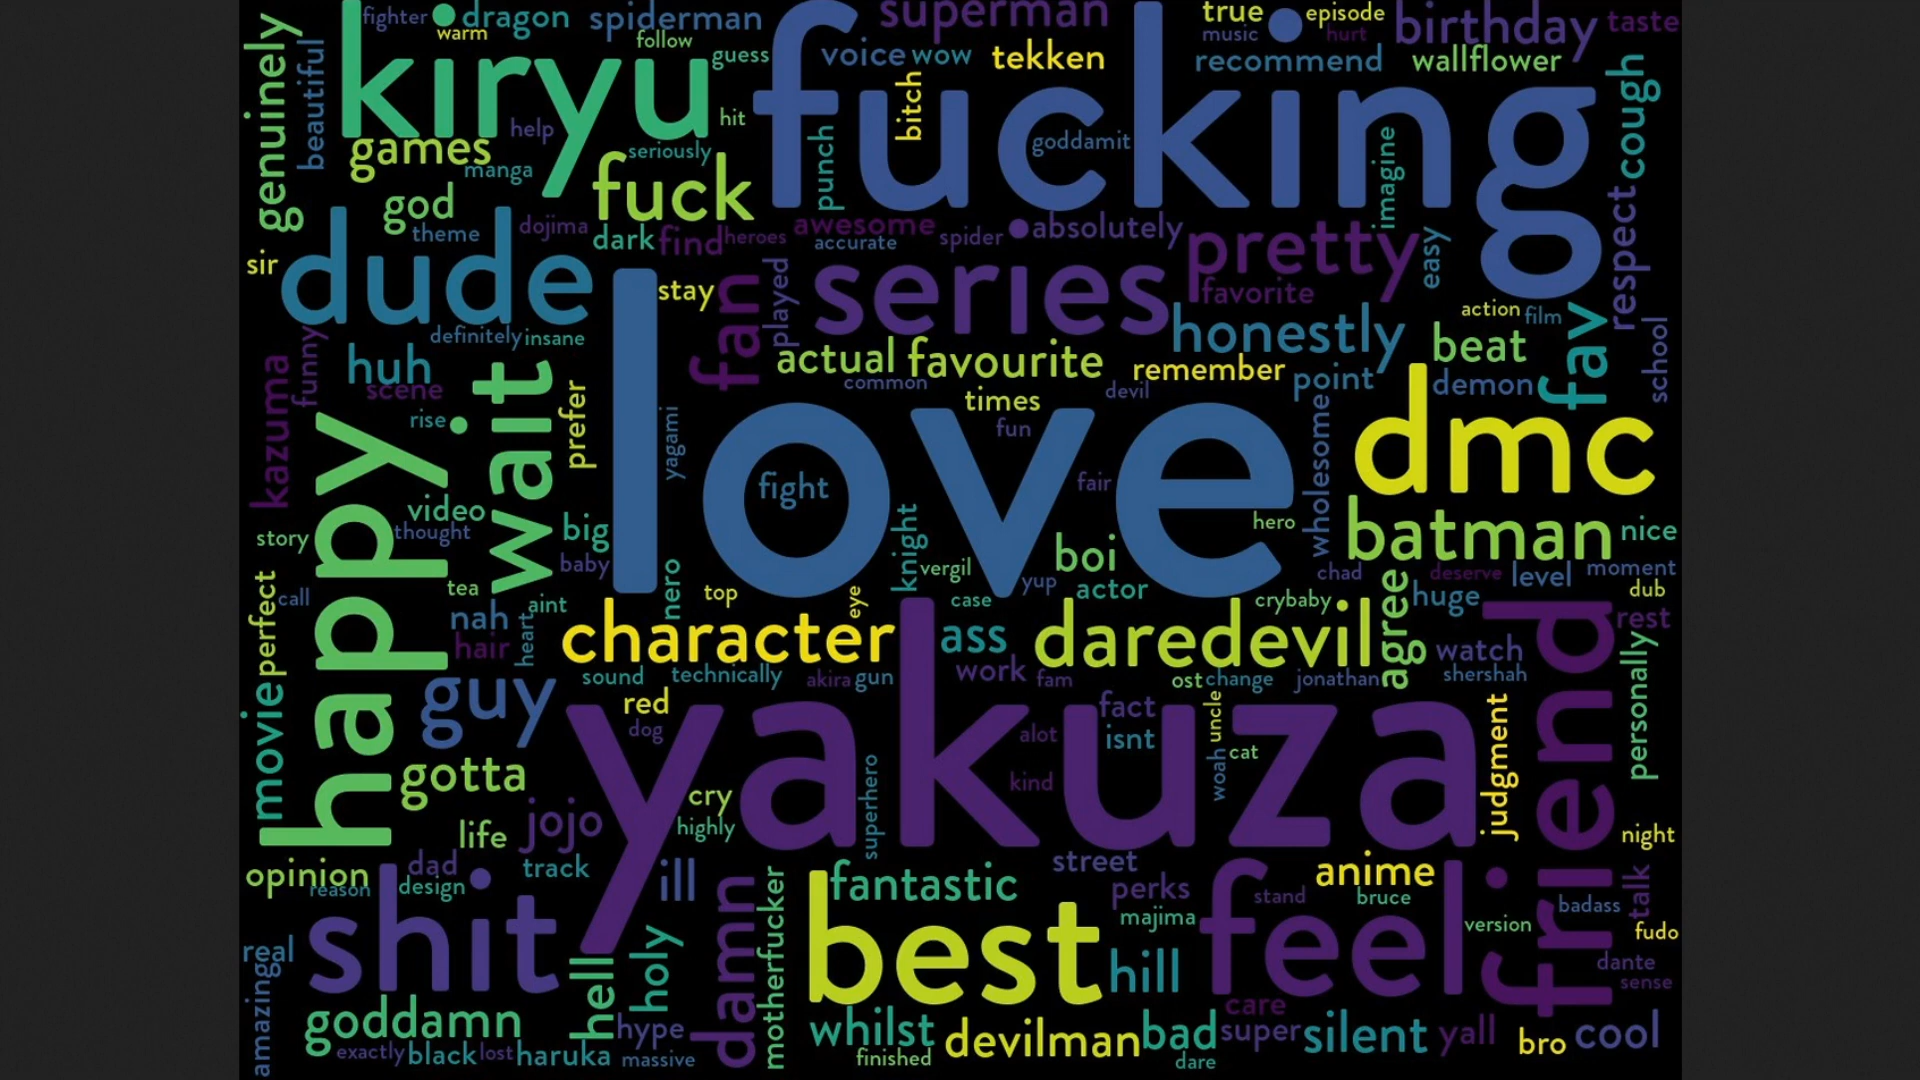 fighter
dragon
spiderman
superman
true
episode
birthday
taste
warm
follow
music
hurt
genuinely
beautiful
kiryu
guess
voice
wow
tekken
recommend
wallflower
cough
fucking
bitch
hit
help
punch
goddamit
imagine
games
manga
seriously
fuck
god
theme
dojima
dark
find
heroes
awesome
accurate
spider
absolutely
pretty
easy
respect
sir
dude
stay
fan
played
series
favorite
action
film
fav
school
definitely
insane
honestly
beat
kazuma
funny
huh
scene
wait
prefer
actual
favourite
remember
point
demon
common
devil
times
fun
rise
yagami
love
fight
fair
wholesome
dmc
happy
video
thought
big
baby
knight
hero
batman
nice
story
boi
chad
deserve
level
moment
perfect
call
tea
nah
aint
nero
top
eye
vergil
case
yup
actor
crybaby
agree
huge
dub
rest
hair
heart
character
ass
daredevil
watch
friend
personally
movie
guy
sound
technically
akira
gun
work
fam
ost
change
jonathan
shershah
red
dog
yakuza
fact
isnt
uncle
judgment
alot
woah
cat
gotta
cry
kind
jojo
life
highly
superhero
night
opinion
reason
dad
design
track
ill
damn
motherfucker
fantastic
street
perks
anime
bruce
stand
majima
feel
version
badass
talk
fudo
real
amazing
shit
hell
holy
best
hill
dante
sense
goddamn
hype
whilst
care
exactly
black
lost
haruka
massive
finished
devilman
bad
dare
super
silent
yall
bro
cool